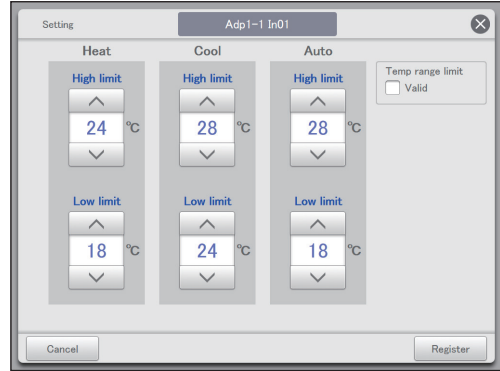 Setting
Adp1-1 In01
Heat Cool Auto
High limit High limit High limit
24 °C 28 °C 28 °C
Low limit Low limit Low limit
18 °C 24 °C 18 °C
Temp range limit
Valid
Cancel Register